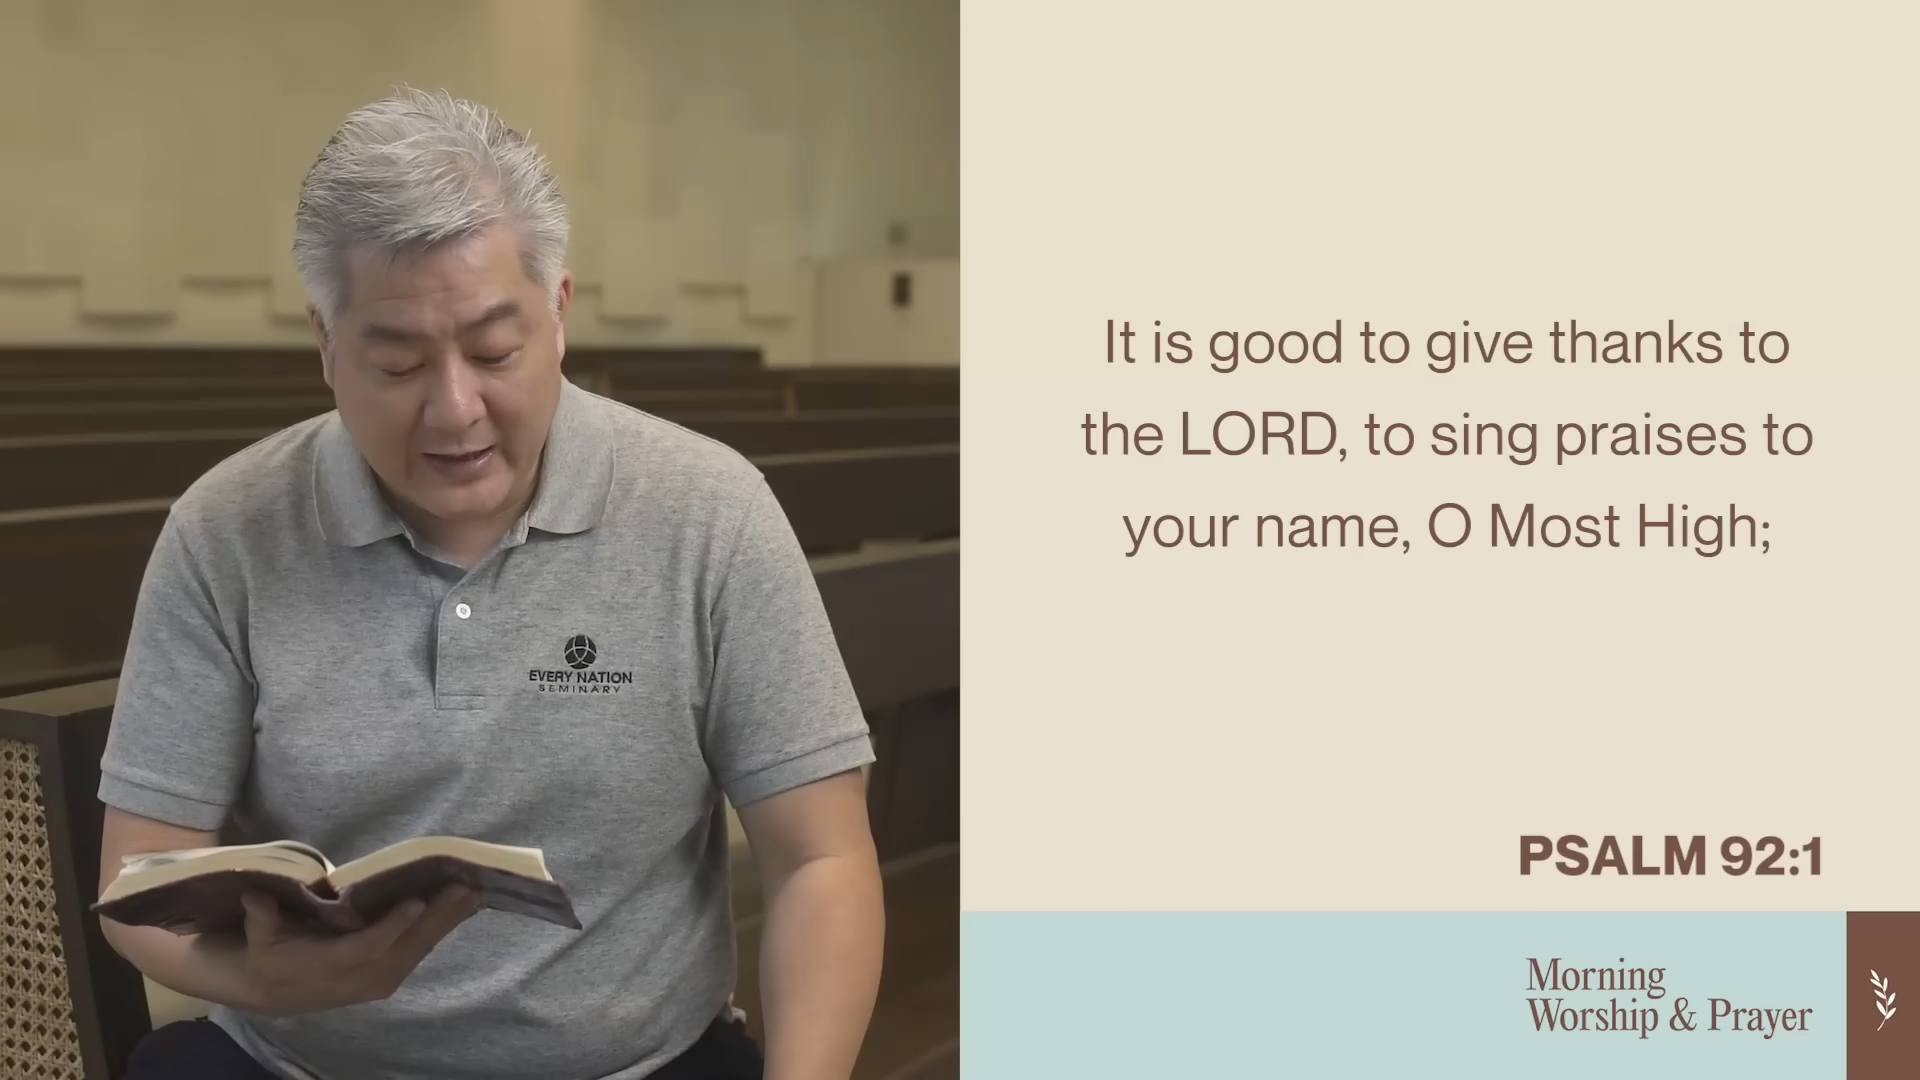 EVERY NATION
SEMINARY
It is good to give thanks to
the LORD, to sing praises to
your name, O Most High;
PSALM 92:1
Morning
Worship & Prayer